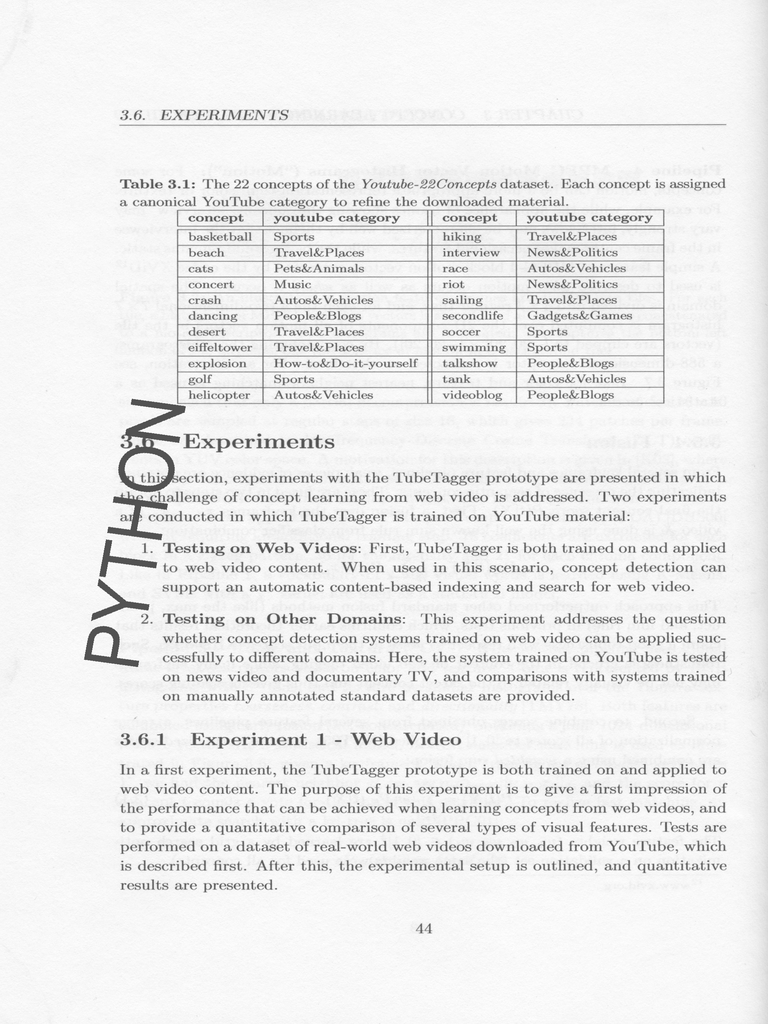 3.6. EXPERIMENTS
Table 3.1: The 22 concepts of the Youtube-22Concepts dataset. Each concept is assigned
a canonical YouTube category to refine the downloaded material.
concept youtube category concept youtube category
basketball Sports hiking Travel&Places
beach Travel&Places interview News&Politics
cats Pets&Animals race Autos&Vehicles
concert Music riot News&Politics
crash Autos&Vehicles sailing Travel&Places
dancing People&Blogs secondlife Gadgets&Games
desert Travel&Places soccer Sports
eiffeltower Travel&Places swimming Sports
explosion How-to&Do-it-yourself talkshow People&Blogs
golf Sports tank Autos&Vehicles
helicopter Autos&Vehicles videoblog People&Blogs
PYTHON
3.6 Experiments
In this section, experiments with the TubeTagger prototype are presented in which
the challenge of concept learning from web video is addressed. Two experiments
are conducted in which TubeTagger is trained on YouTube material:
1. Testing on Web Videos: First, TubeTagger is both trained on and applied
to web video content. When used in this scenario, concept detection can
support an automatic content-based indexing and search for web video.
2. Testing on Other Domains: This experiment addresses the question
whether concept detection systems trained on web video can be applied suc-
cessfully to different domains. Here, the system trained on YouTube is tested
on news video and documentary TV, and comparisons with systems trained
on manually annotated standard datasets are provided.
3.6.1 Experiment 1 - Web Video
In a first experiment, the TubeTagger prototype is both trained on and applied to
web video content. The purpose of this experiment is to give a first impression of
the performance that can be achieved when learning concepts from web videos, and
to provide a quantitative comparison of several types of visual features. Tests are
performed on a dataset of real-world web videos downloaded from YouTube, which
is described first. After this, the experimental setup is outlined, and quantitative
results are presented.
44